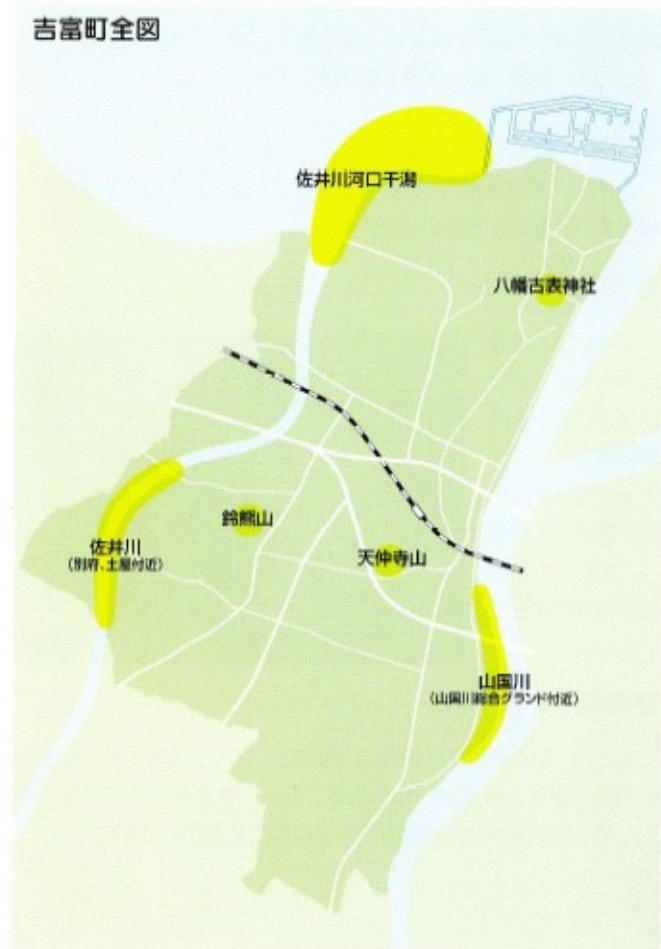 吉富町全図
佐井川河口干潟
八幡古表神社
鈴熊山
佐井川
(別府、土屋付近)
天仲寺山
山国川
(山国川総合グランド付近)